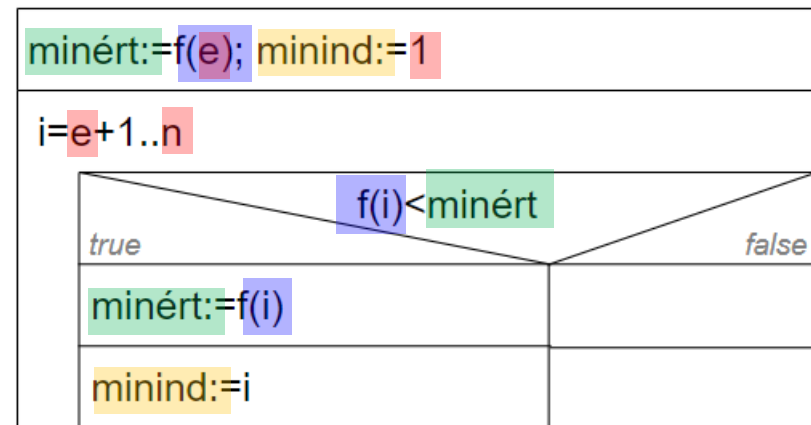 minért:=f(e); minind:=1
i=e+1..n
f(i)<minért
true false
minért:=f(i)
minind:=i